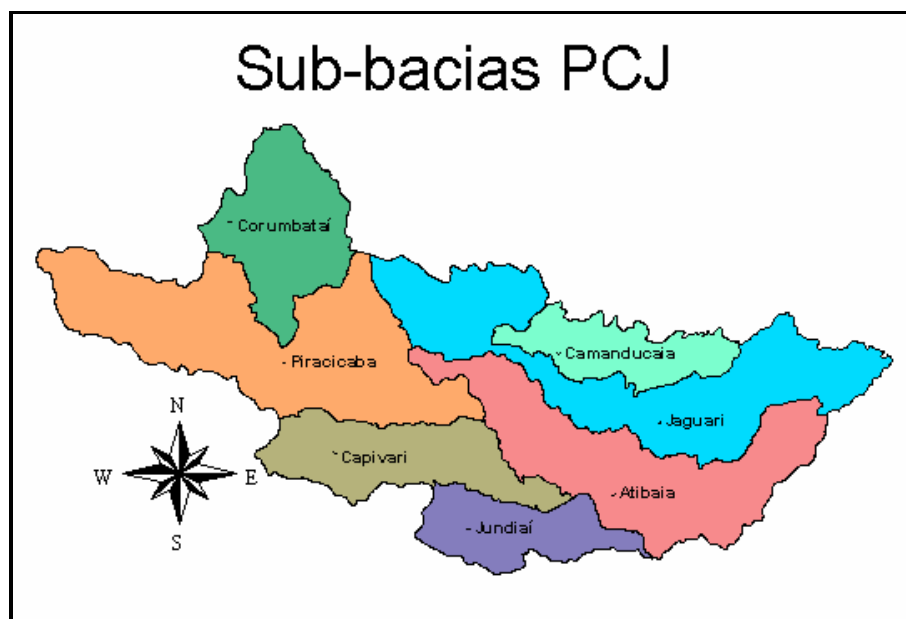 Sub-bacias PCJ
Corumbataí
Piracicaba
Camanducaia
Jaguari
N
W E
S
Capivari
Atibaia
Jundiaí